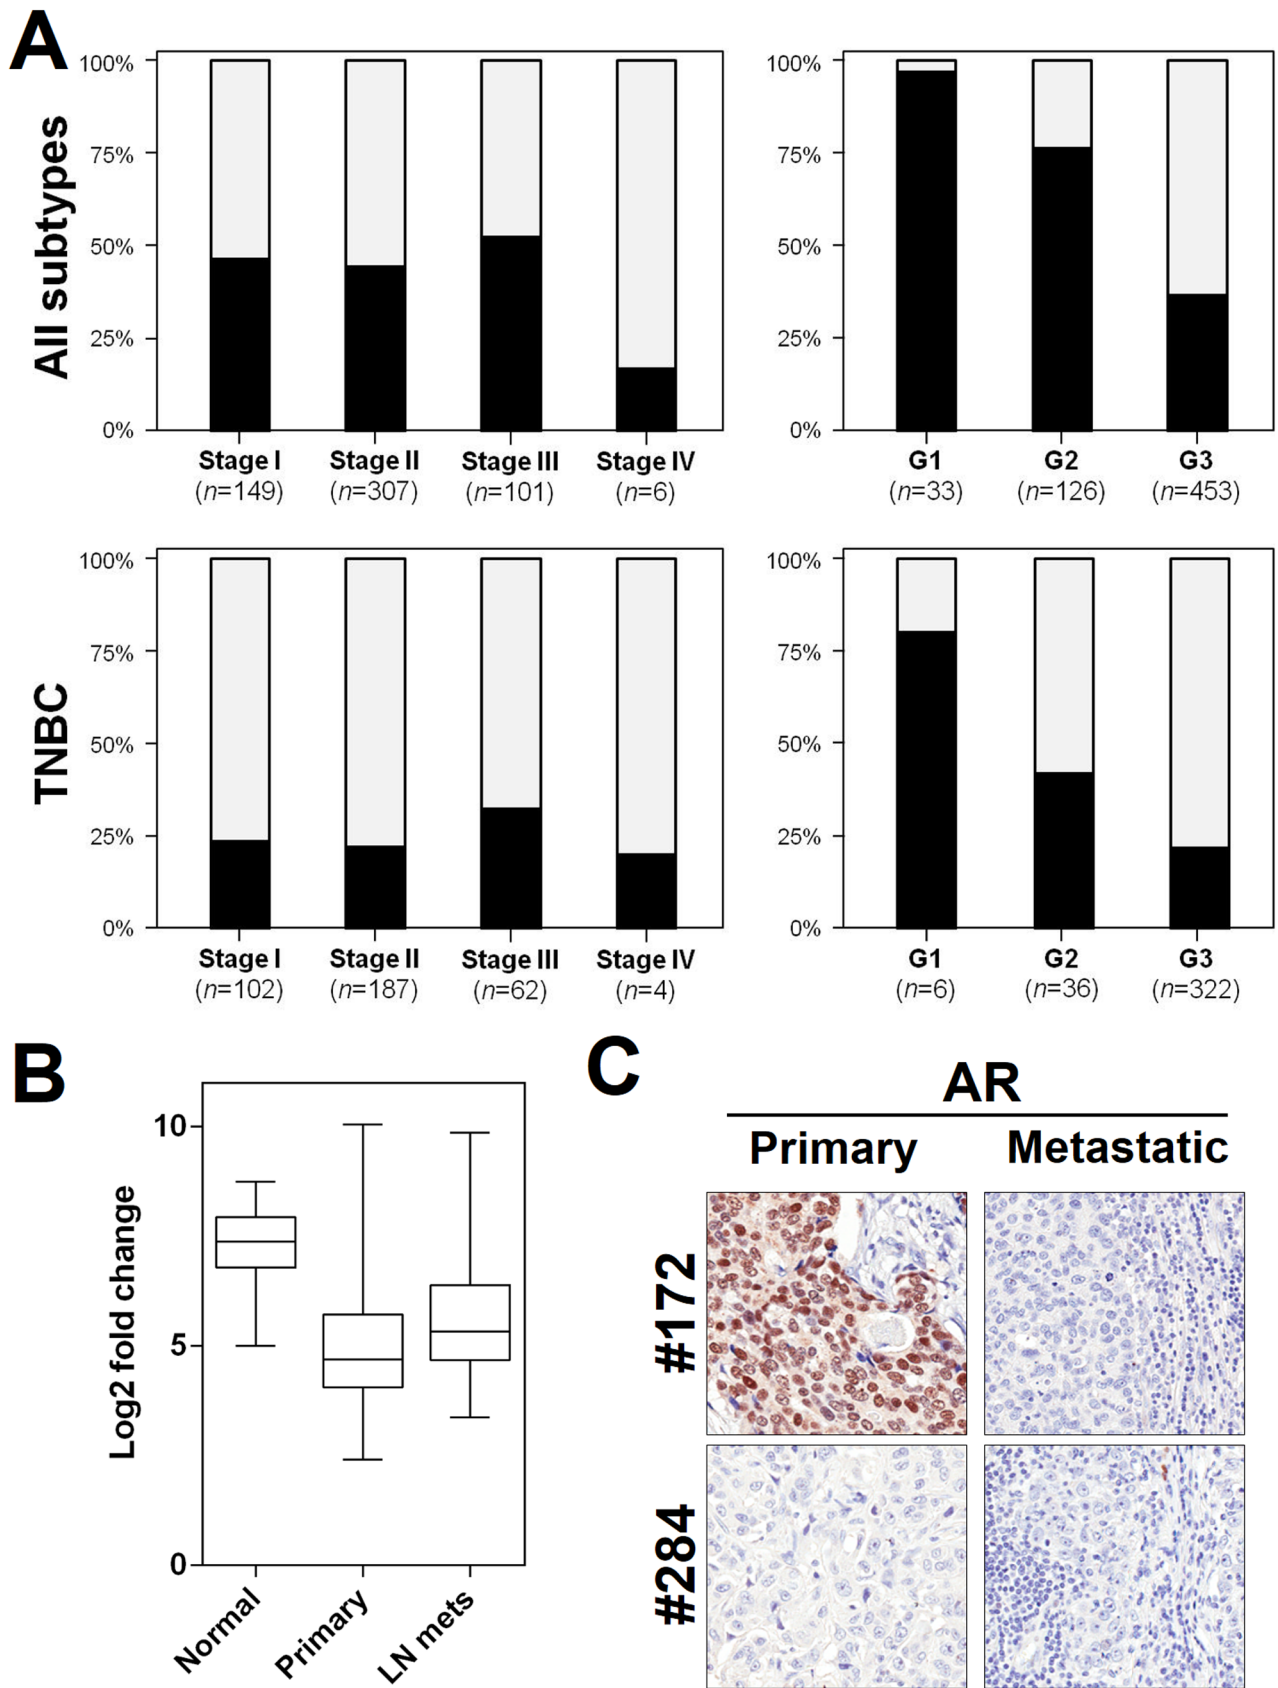 A
All subtypes
100%
75%
50%
25%
0%
Stage I
(n=149)
Stage II
(n=307)
Stage III
(n=101)
Stage IV
(n=6)
100%
75%
50%
25%
0%
G1
(n=33)
G2
(n=126)
G3
(n=453)
TNBC
100%
75%
50%
25%
0%
Stage I
(n=102)
Stage II
(n=187)
Stage III
(n=62)
Stage IV
(n=4)
100%
75%
50%
25%
0%
G1
(n=6)
G2
(n=36)
G3
(n=322)
B
Log2 fold change
10
5
0
Normal
Primary
LN mets
C
AR
Primary
Metastatic
#172
#284